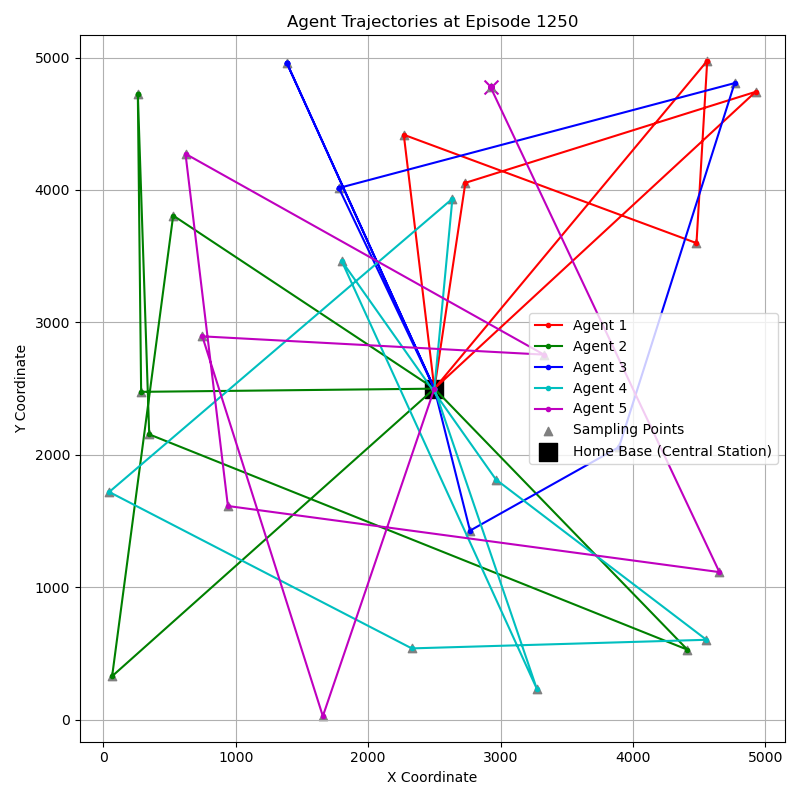 Agent Trajectories at Episode 1250
5000
4000
3000
2000
1000
0
Y Coordinate
Agent 1
Agent 2
Agent 3
Agent 4
Agent 5
Sampling Points
Home Base (Central Station)
0 1000 2000 3000 4000 5000
X Coordinate